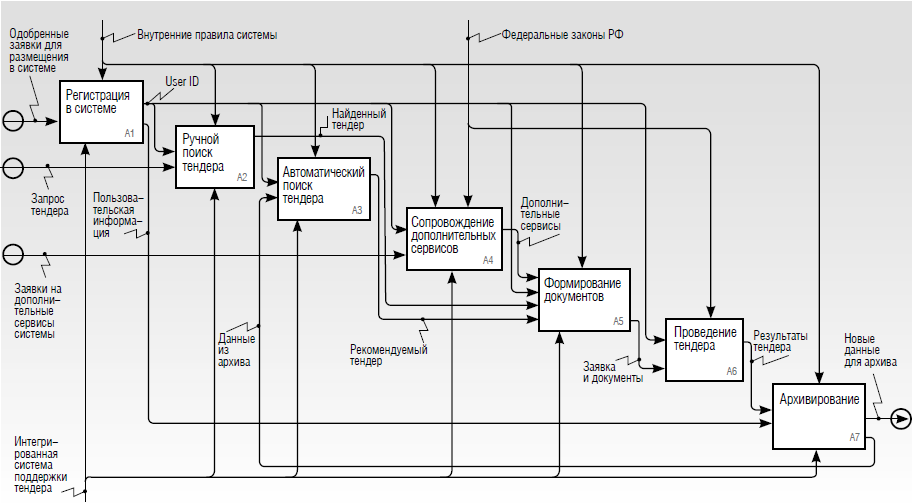 Одобренные
заявки для
размещения
в системе
Внутренние правила системы
Федеральные законы РФ
User ID
Регистрация
в системе
A1
Найденный
тендер
Ручной
поиск
тендера
A2
Автоматический
поиск
тендера
A3
Запрос
тендера
Пользова–
тельская
информа–
ция
Дополни–
тельные
сервисы
Сопровождение
дополнительных
сервисов
A4
Заявки на
дополни–
тельные
сервисы
системы
Формирование
документов
A5
Данные
из
архива
Рекомендуемый
тендер
Проведение
тендера
A6
Заявка
и документы
Результаты
тендера
Новые
данные
для архива
Архивирование
A7
Интегри–
рованная
система
поддержки
тендера